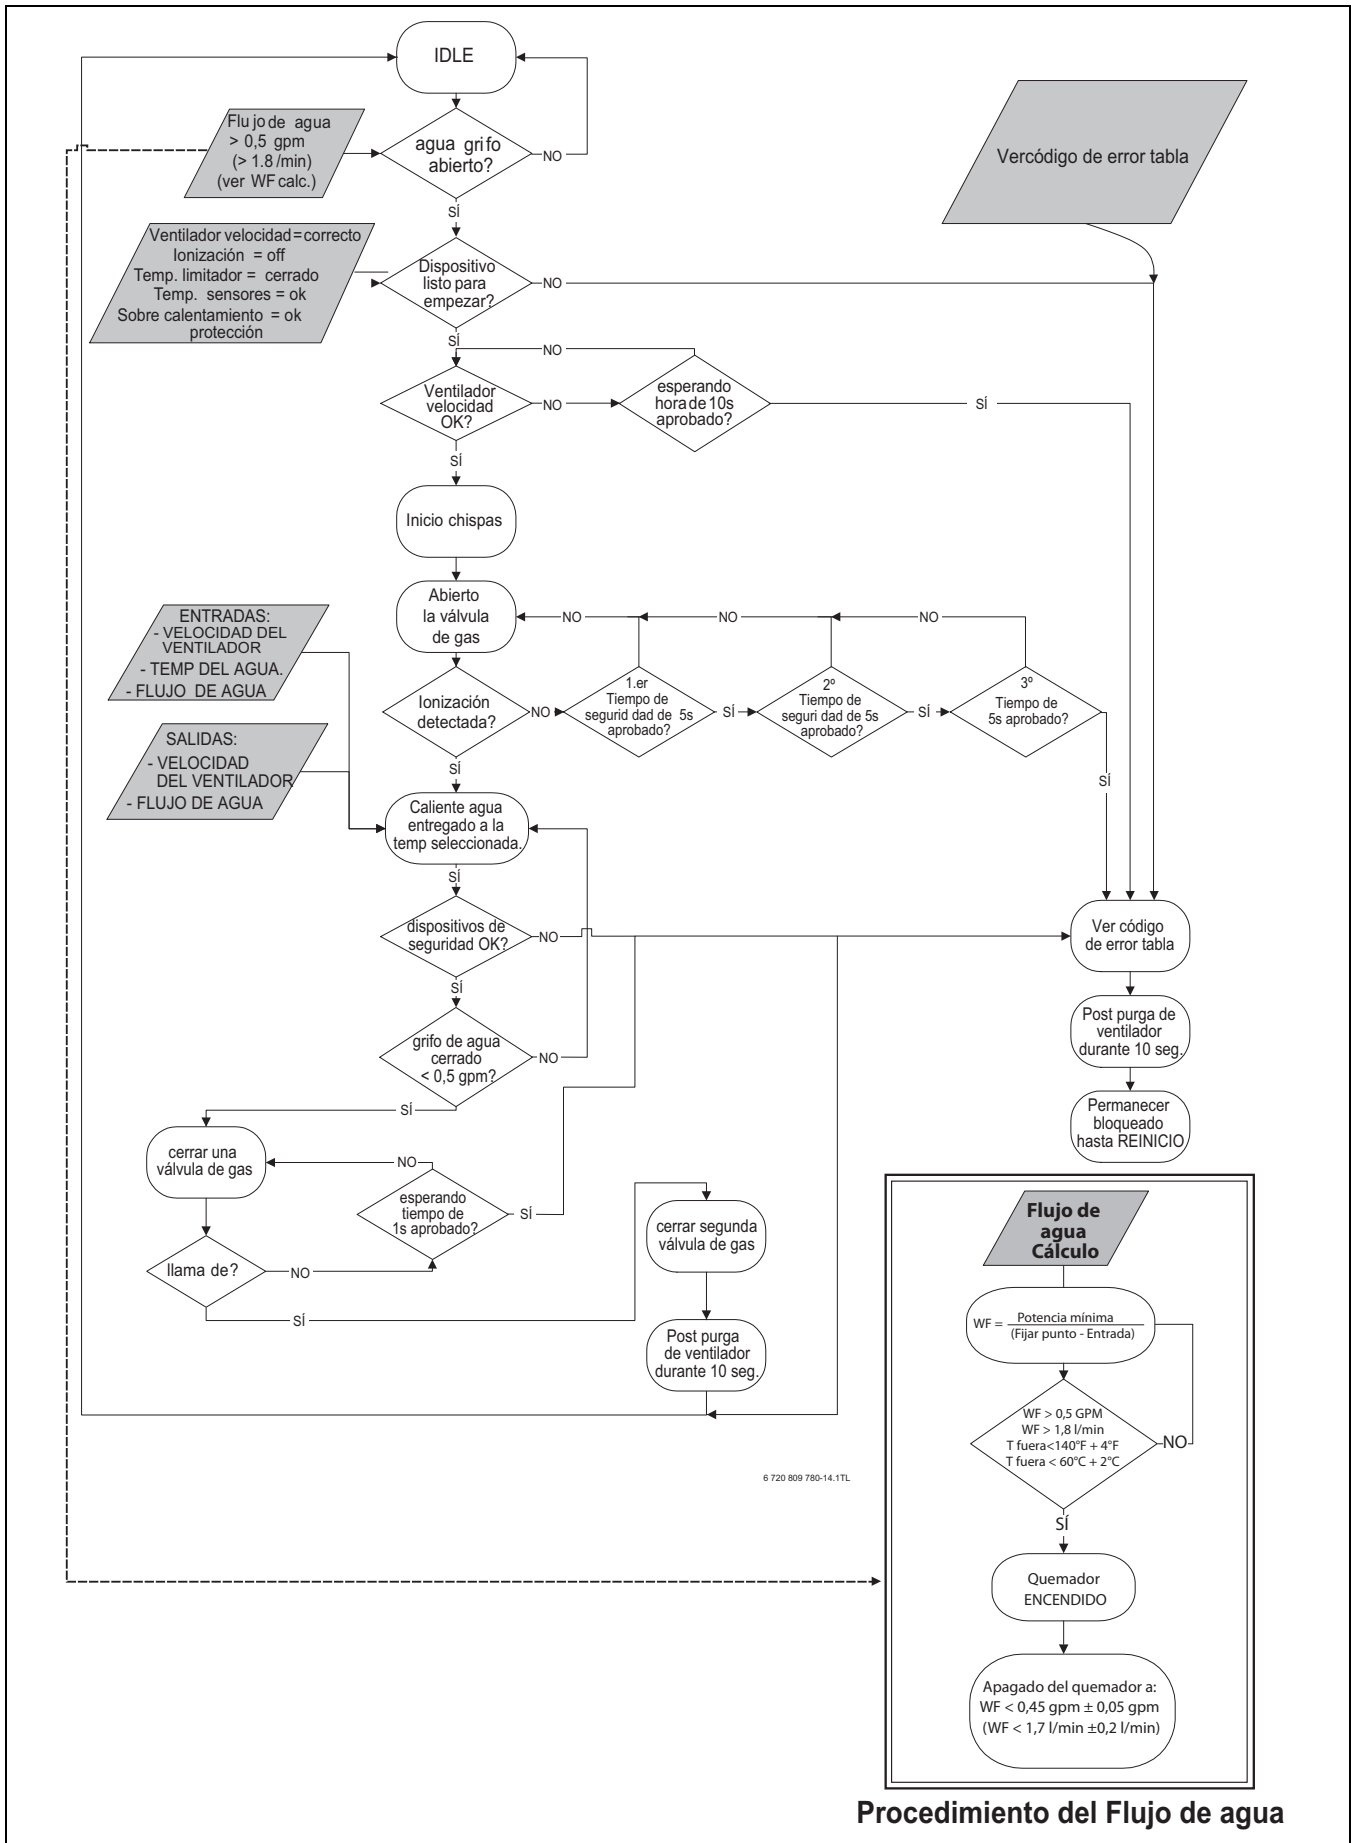 IDLE
Flu jo de agua
> 0,5 gpm
(> 1.8 /min)
(ver WF calc.)
agua grifo
abierto?
NO
SÍ
Vercódigo de error tabla
Ventilador velocidad = correcto
Ionización = off
Temp. limitador = cerrado
Temp. sensores = ok
Sobre calentamiento = ok
protección
Dispositivo
listo para
empezar?
NO
SÍ
NO
Ventilador
velocidad
OK?
NO
esperando
hora de 10s
aprobado?
SÍ
SÍ
Inicio chispas
Abierto
la válvula
de gas
NO
NO
NO
ENTRADAS:
- VELOCIDAD DEL
VENTILADOR
- TEMP DEL AGUA.
- FLUJO DE AGUA
Ionización
detectada?
NO
1.er
Tiempo de
segurid dad de 5s
aprobado?
SÍ
2º
Tiempo de
seguri dad de 5s
aprobado?
SÍ
3º
Tiempo de
5s aprobado?
SÍ
SÍ
SALIDAS:
- VELOCIDAD
DEL VENTILADOR
- FLUJO DE AGUA
Caliente agua
entregado a la
temp seleccionada.
SÍ
dispositivos de
seguridad OK?
NO
SÍ
Ver código
de error tabla
grifo de agua
cerrado
< 0,5 gpm?
NO
SÍ
Post purga de
ventilador
durante 10 seg.
Permanecer
bloqueado
hasta REINICIO
cerrar una
válvula de gas
NO
esperando
tiempo de
1s aprobado?
SÍ
llama de?
NO
SÍ
cerrar segunda
válvula de gas
Post purga
de ventilador
durante 10 seg.
6 720 809 780-14.1TL
Flujo de
agua
Cálculo
WF = Potencia mínima
(Fijar punto - Entrada)
WF > 0,5 GPM
WF > 1,8 l/min
T fuera<140°F + 4°F
T fuera < 60°C + 2°C
NO
SÍ
Quemador
ENCENDIDO
Apagado del quemador a:
WF < 0,45 gpm ± 0,05 gpm
(WF < 1,7 l/min ±0,2 l/min)
Procedimiento del Flujo de agua